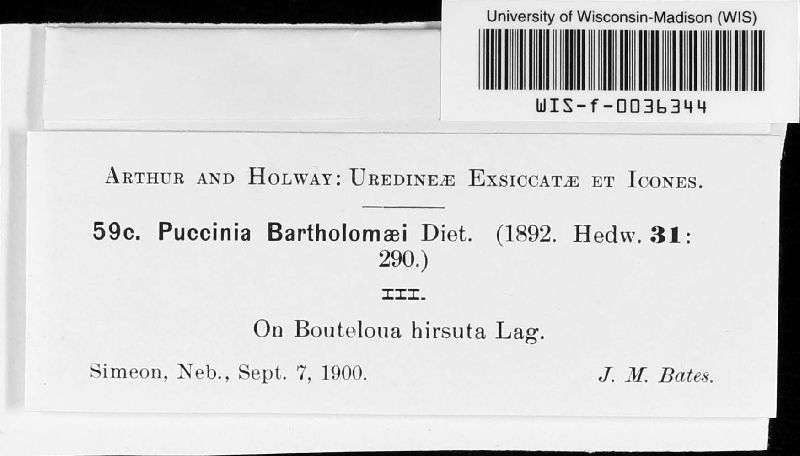 University of Wisconsin-Madison (WIS)
WIS-f-0036344
Arthur and Holway: Uredineæ Exsiccatæ et Icones.
59c. Puccinia Bartholomæi Diet. (1892. Hedw. 31:
290.)
III.
On Bouteloua hirsuta Lag.
Simeon, Neb., Sept. 7, 1900. J. M. Bates.